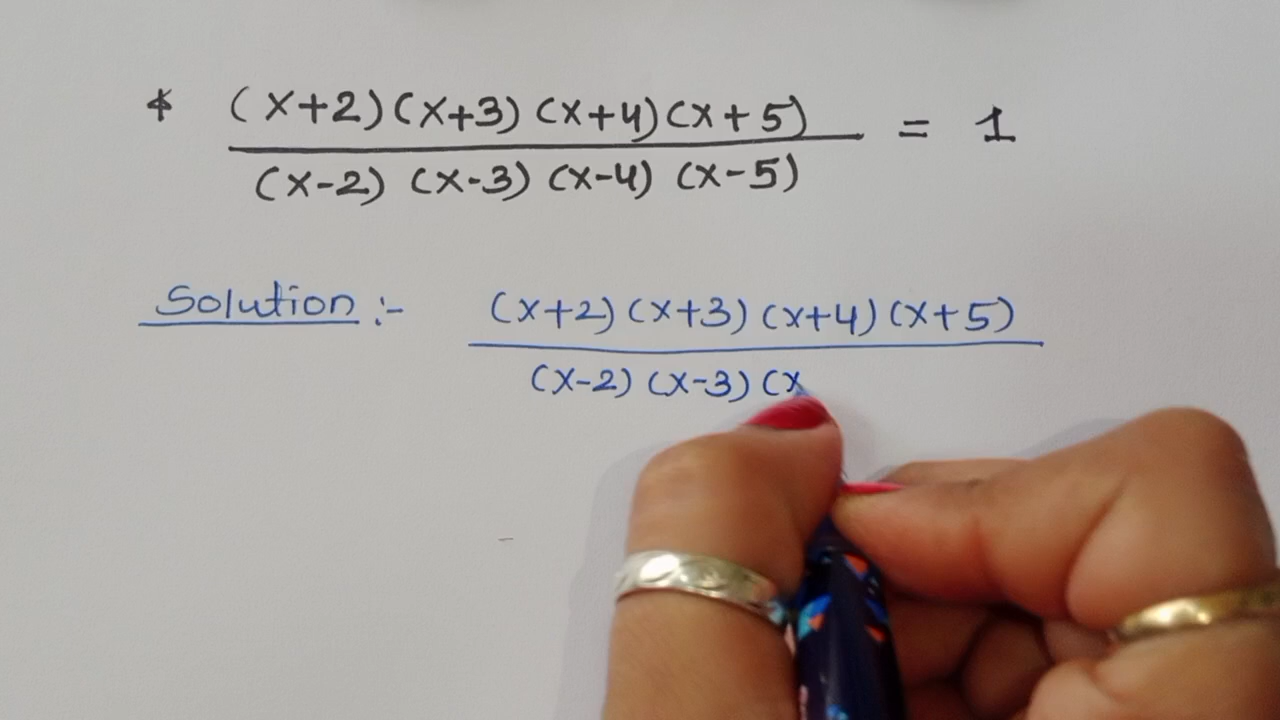 * (x+2)(x+3)(x+4)(x+5) = 1
(x-2) (x-3) (x-4) (x-5)
Solution :- (x+2)(x+3)(x+4)(x+5)
(x-2) (x-3) (x